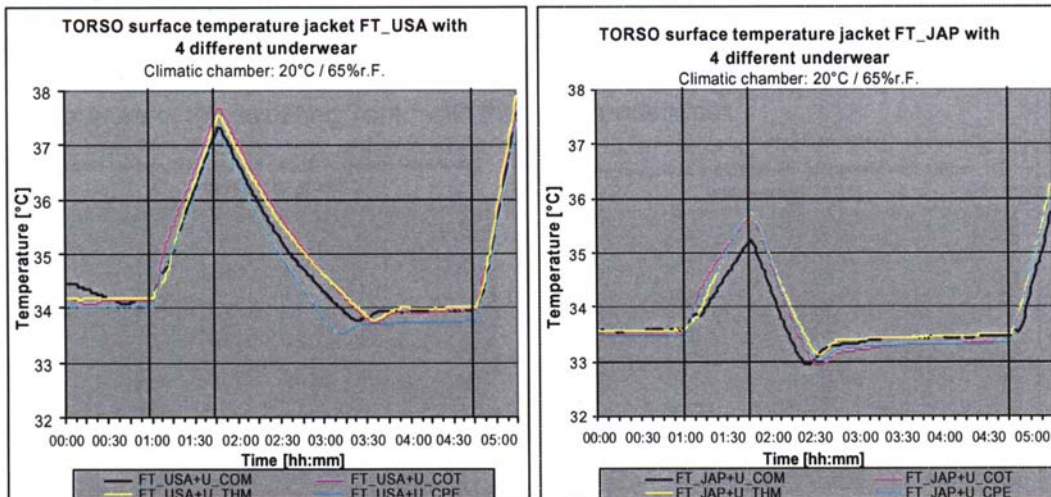 TORSO surface temperature jacket FT_USA with
4 different underwear
Climatic chamber: 20°C / 65%r.F.
Temperature [°C]
38
37
36
35
34
33
32
00:00 00:30 01:00 01:30 02:00 02:30 03:00 03:30 04:00 04:30 05:00
Time [hh:mm]
FT_USA+U_COM FT_USA+U_COT
FT_USA+U_THM FT_USA+U_CPE
TORSO surface temperature jacket FT_JAP with
4 different underwear
Climatic chamber: 20°C / 65%r.F.
Temperature [°C]
38
37
36
35
34
33
32
00:00 00:30 01:00 01:30 02:00 02:30 03:00 03:30 04:00 04:30 05:00
Time [hh:mm]
FT_JAP+U_COM FT_JAP+U_COT
FT_JAP+U_THM FT_JAP+U_CPE